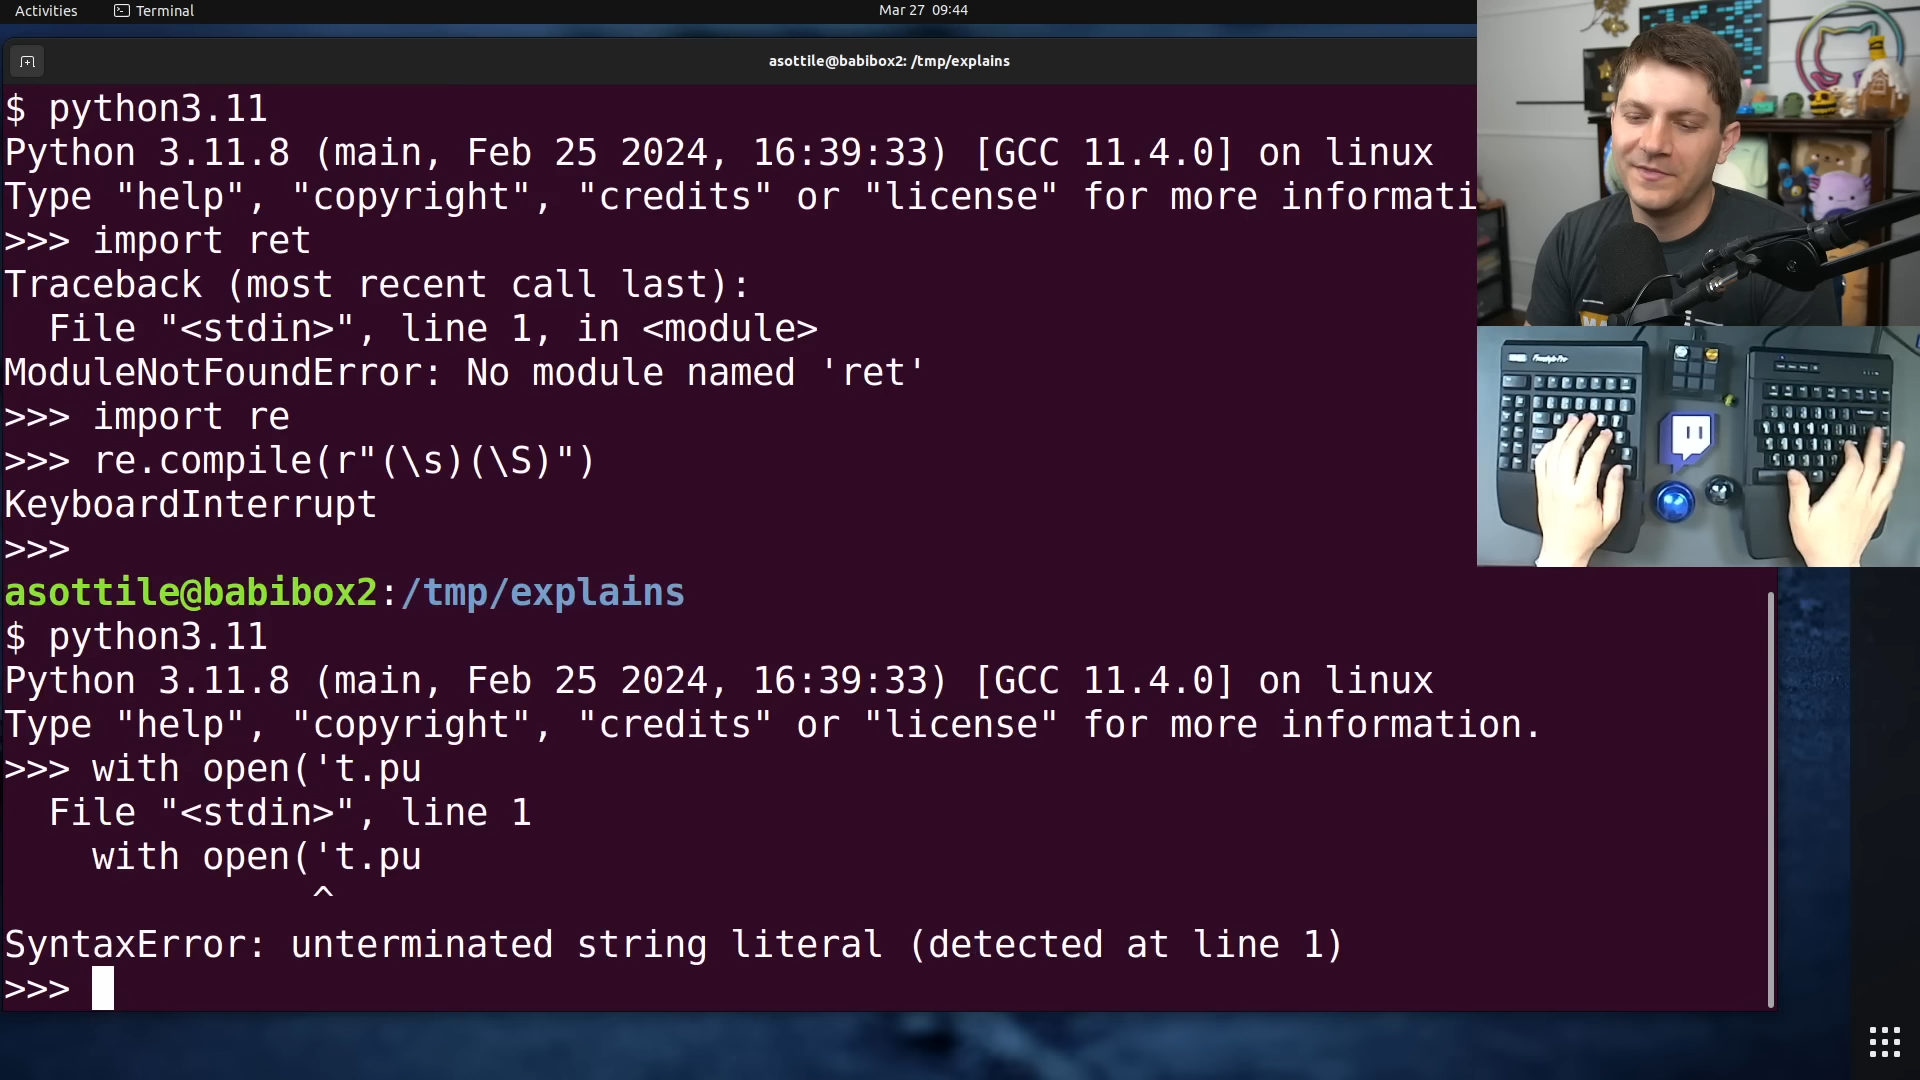 Activities
Terminal
Mar 27 09:44
asottile@babibox2: /tmp/explains
$ python3.11
Python 3.11.8 (main, Feb 25 2024, 16:39:33) [GCC 11.4.0] on linux
Type "help", "copyright", "credits" or "license" for more informati
>>> import ret
Traceback (most recent call last):
  File "<stdin>", line 1, in <module>
ModuleNotFoundError: No module named 'ret'
>>> import re
>>> re.compile(r"(\s)(\S)")
KeyboardInterrupt
>>>
asottile@babibox2:/tmp/explains
$ python3.11
Python 3.11.8 (main, Feb 25 2024, 16:39:33) [GCC 11.4.0] on linux
Type "help", "copyright", "credits" or "license" for more information.
>>> with open('t.pu
  File "<stdin>", line 1
    with open('t.pu
              ^
SyntaxError: unterminated string literal (detected at line 1)
>>>